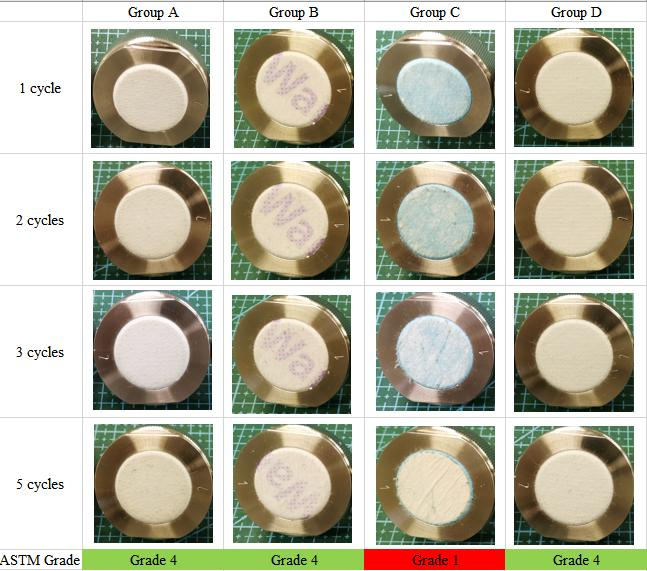 Group A Group B Group C Group D
1 cycle
2 cycles
3 cycles
5 cycles
ASTM Grade Grade 4 Grade 4 Grade 1 Grade 4